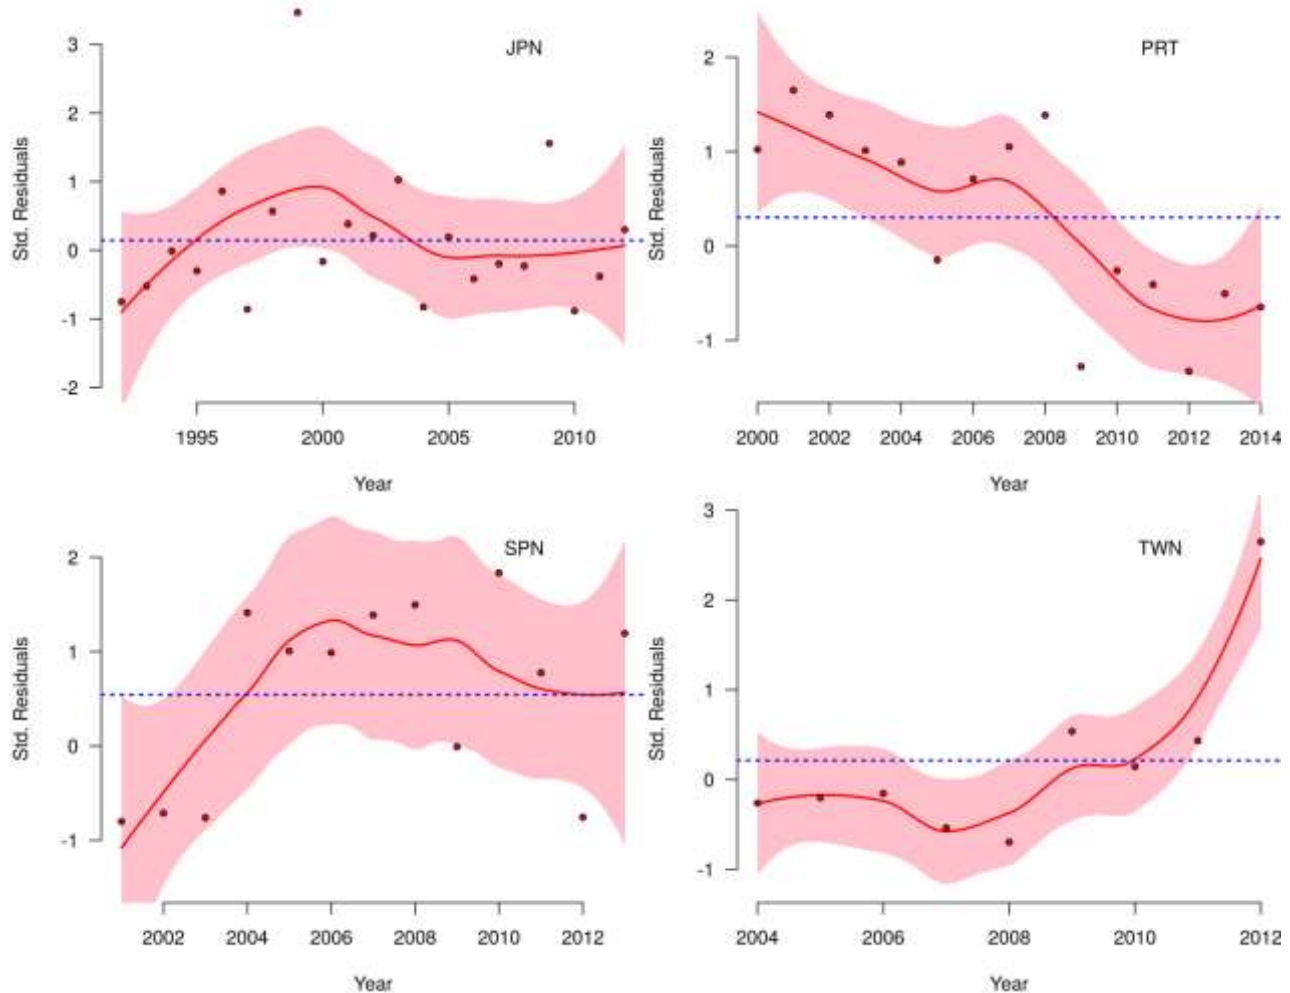 JPN
Std. Residuals
3
2
1
0
-1
-2
1995 2000 2005 2010
Year
PRT
Std. Residuals
2
1
0
-1
2000 2002 2004 2006 2008 2010 2012 2014
Year
SPN
Std. Residuals
2
1
0
-1
2002 2004 2006 2008 2010 2012
Year
TWN
Std. Residuals
3
2
1
0
-1
2004 2006 2008 2010 2012
Year